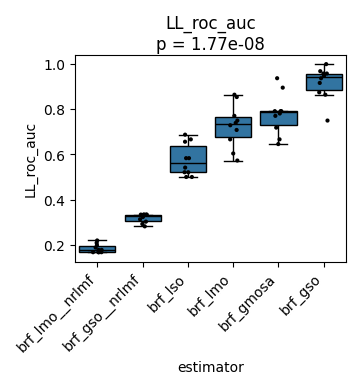 LL_roc_auc
p = 1.77e-08
LL_roc_auc
1.0
0.8
0.6
0.4
0.2
brf_lmo__nrlmf
brf_gso__nrlmf
brf_lso
brf_lmo
brf_gmosa
brf_gso
estimator